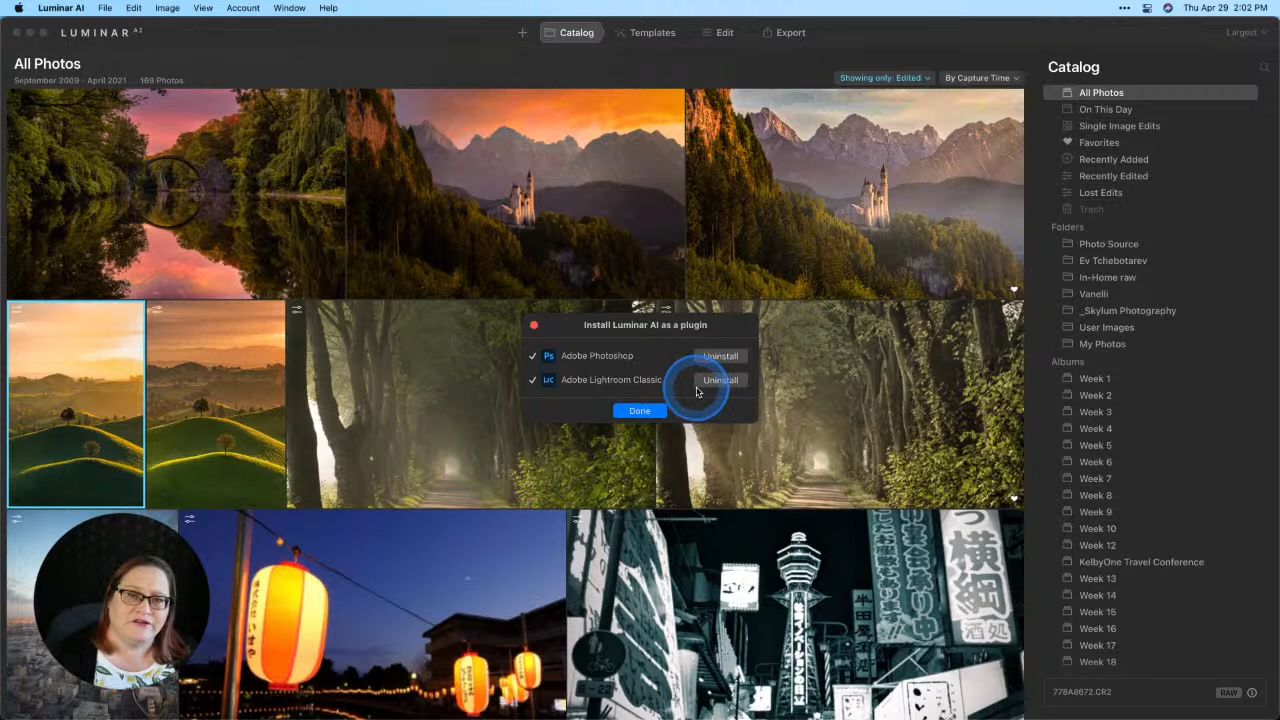 Luminar AI File Edit Image View Account Window Help ••• Thu Apr 29 2:02 PM
LUMINAR AI + Catalog Templates Edit Export Largest
All Photos
September 2009 - April 2021 169 Photos
Showing only: Edited By Capture Time
Install Luminar AI as a plugin
Ps Adobe Photoshop Uninstall
LrC Adobe Lightroom Classic Uninstall
Done
Catalog
All Photos
On This Day
Single Image Edits
Favorites
Recently Added
Recently Edited
Lost Edits
Trash
Folders
Photo Source
Ev Tchebotarev
In-Home raw
Vanelli
_Skylum Photography
User Images
My Photos
Albums
Week 1
Week 2
Week 3
Week 4
Week 5
Week 6
Week 7
Week 8
Week 9
Week 10
Week 12
KelbyOne Travel Conference
Week 13
Week 14
Week 15
Week 16
Week 17
Week 18
778A8672.CR2 RAW
横綱
酒処
8-22